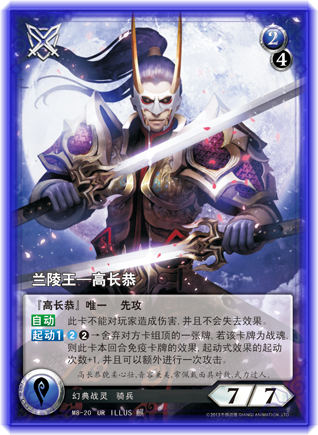 2
4
兰陵王—高长恭
『高长恭』唯一 先攻
自动 此卡不能对玩家造成伤害,并且不会失去效果.
起动1 2 2→舍弃对方卡组顶的一张牌,若该牌为战魂,
则此卡本回合免疫卡牌的效果,起动式效果的起动
次数+1,并且可以额外进行一次攻击.
高长恭貌柔心壮,音容兼美,常佩戴面具对战,武力过人.
幻典战灵 骑兵
7/7
M8-20 UR ILLUS